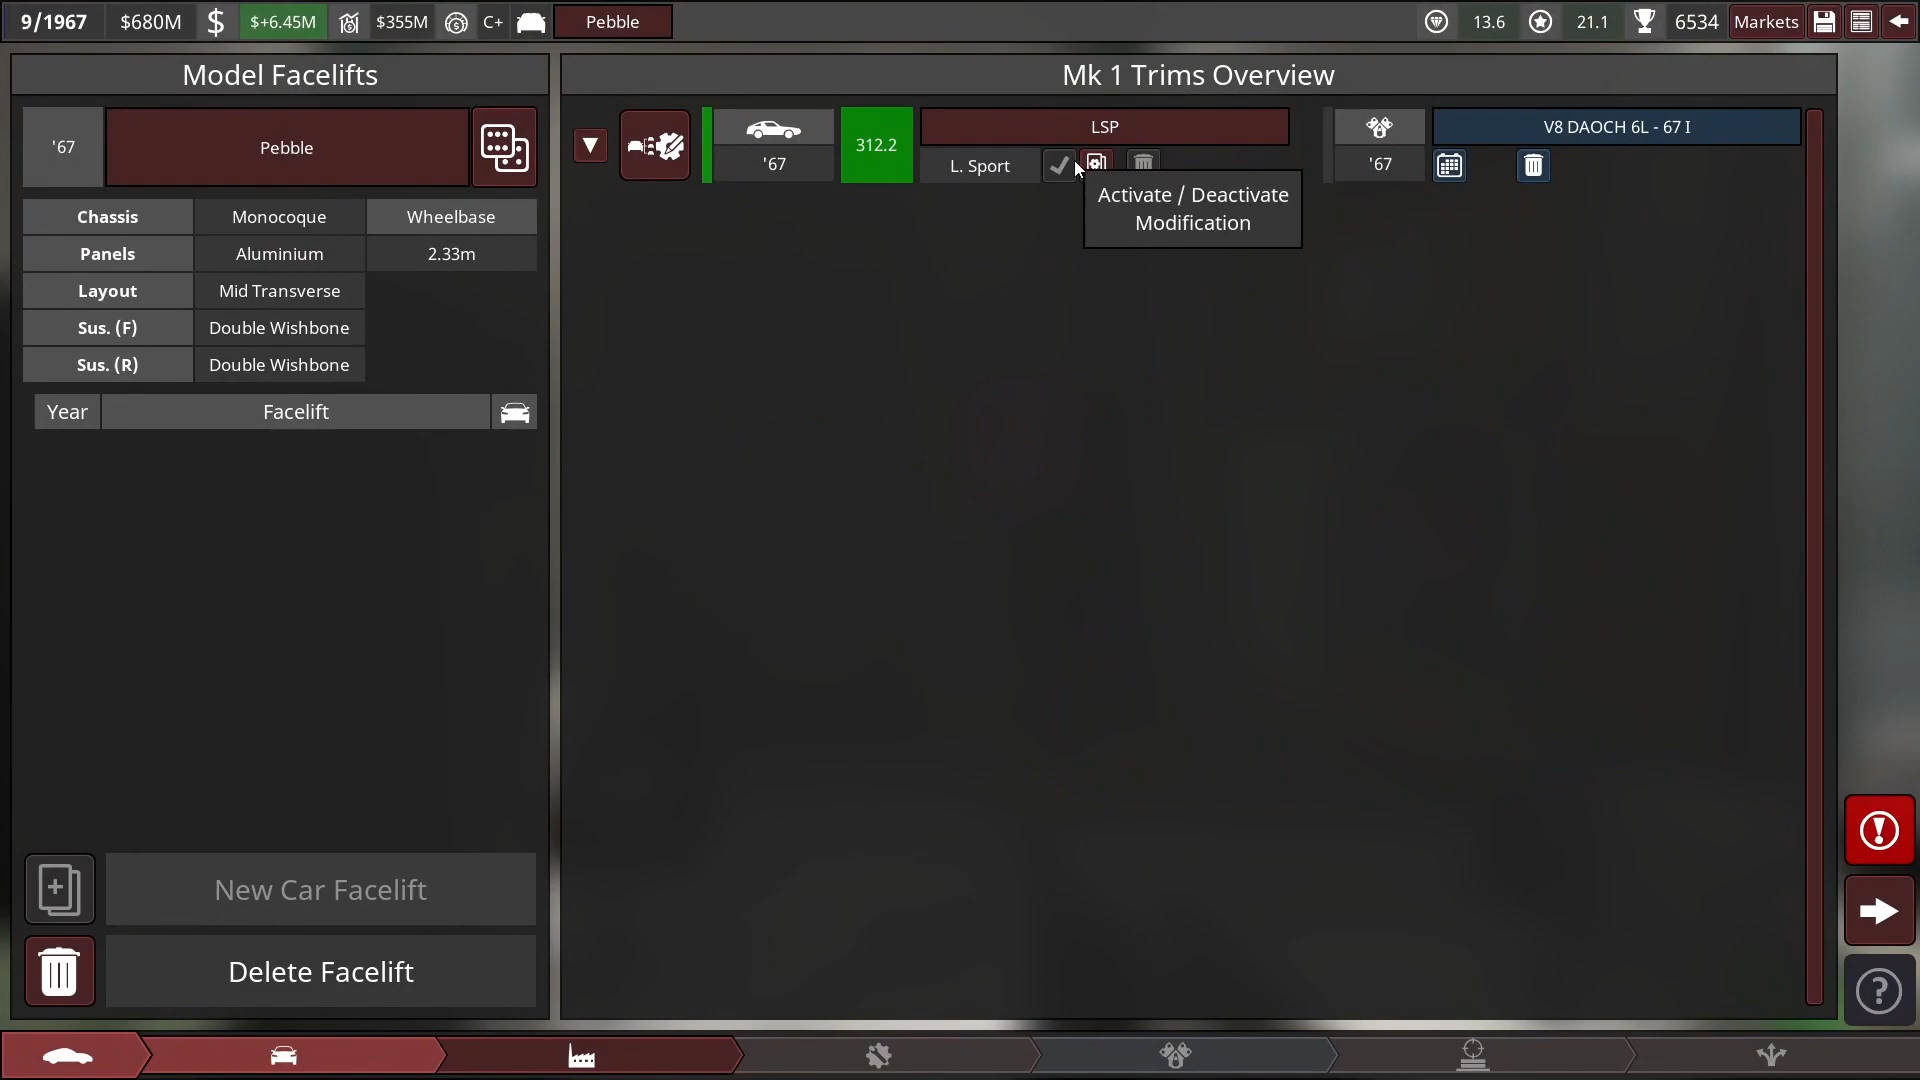 9/1967 $680M $+6.45M $355M C+ Pebble 13.6 21.1 6534 Markets
Model Facelifts
'67 Pebble
Chassis Monocoque Wheelbase
Panels Aluminium 2.33m
Layout Mid Transverse
Sus. (F) Double Wishbone
Sus. (R) Double Wishbone
Year Facelift
New Car Facelift
Delete Facelift
Mk 1 Trims Overview
LSP V8 DAOCH 6L - 67 I
312.2
'67 L. Sport '67
Activate / Deactivate
Modification